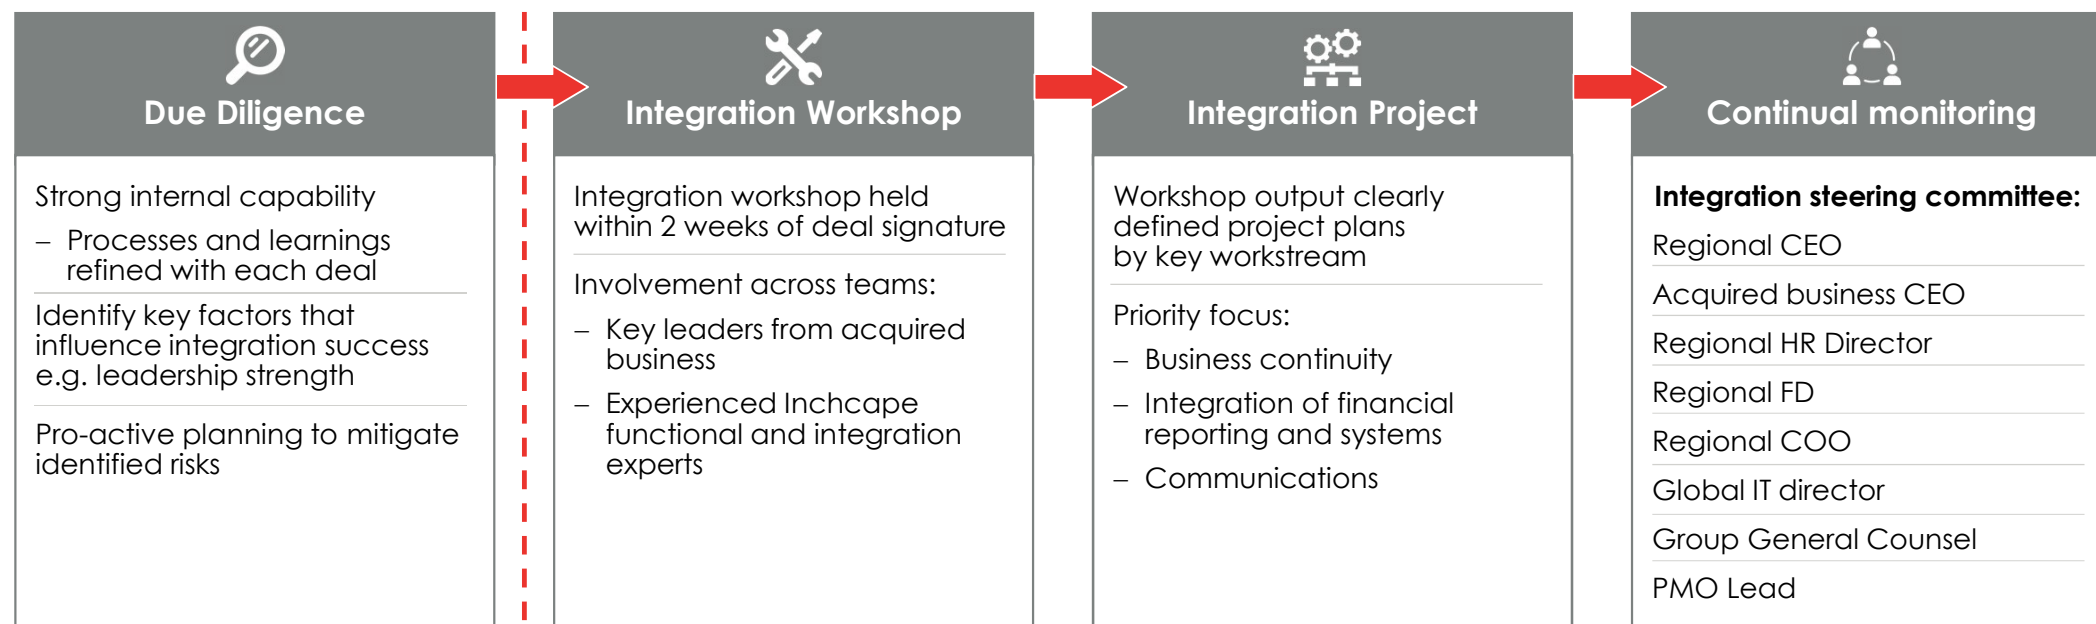 Due Diligence
Strong internal capability
– Processes and learnings
refined with each deal
Identify key factors that
influence integration success
e.g. leadership strength
Pro-active planning to mitigate
identified risks
Integration Workshop
Integration workshop held
within 2 weeks of deal signature
Involvement across teams:
– Key leaders from acquired
business
– Experienced Inchcape
functional and integration
experts
Integration Project
Workshop output clearly
defined project plans
by key workstream
Priority focus:
– Business continuity
– Integration of financial
reporting and systems
– Communications
Continual monitoring
Integration steering committee:
Regional CEO
Acquired business CEO
Regional HR Director
Regional FD
Regional COO
Global IT director
Group General Counsel
PMO Lead